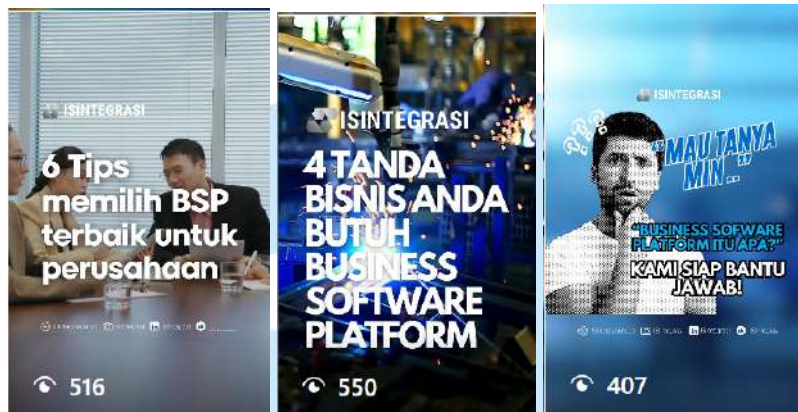 ISINTEGRASI
6 Tips
memilih BSP
terbaik untuk
perusahaan
516
ISINTEGRASI
4 TANDA
BISNIS ANDA
BUTUH
BUSINESS
SOFTWARE
PLATFORM
550
ISINTEGRASI
???
"MAU TANYA
MIN..."
"BUSINESS SOFWARE
PLATFORM ITU APA?"
KAMI SIAP BANTU
JAWAB!
407